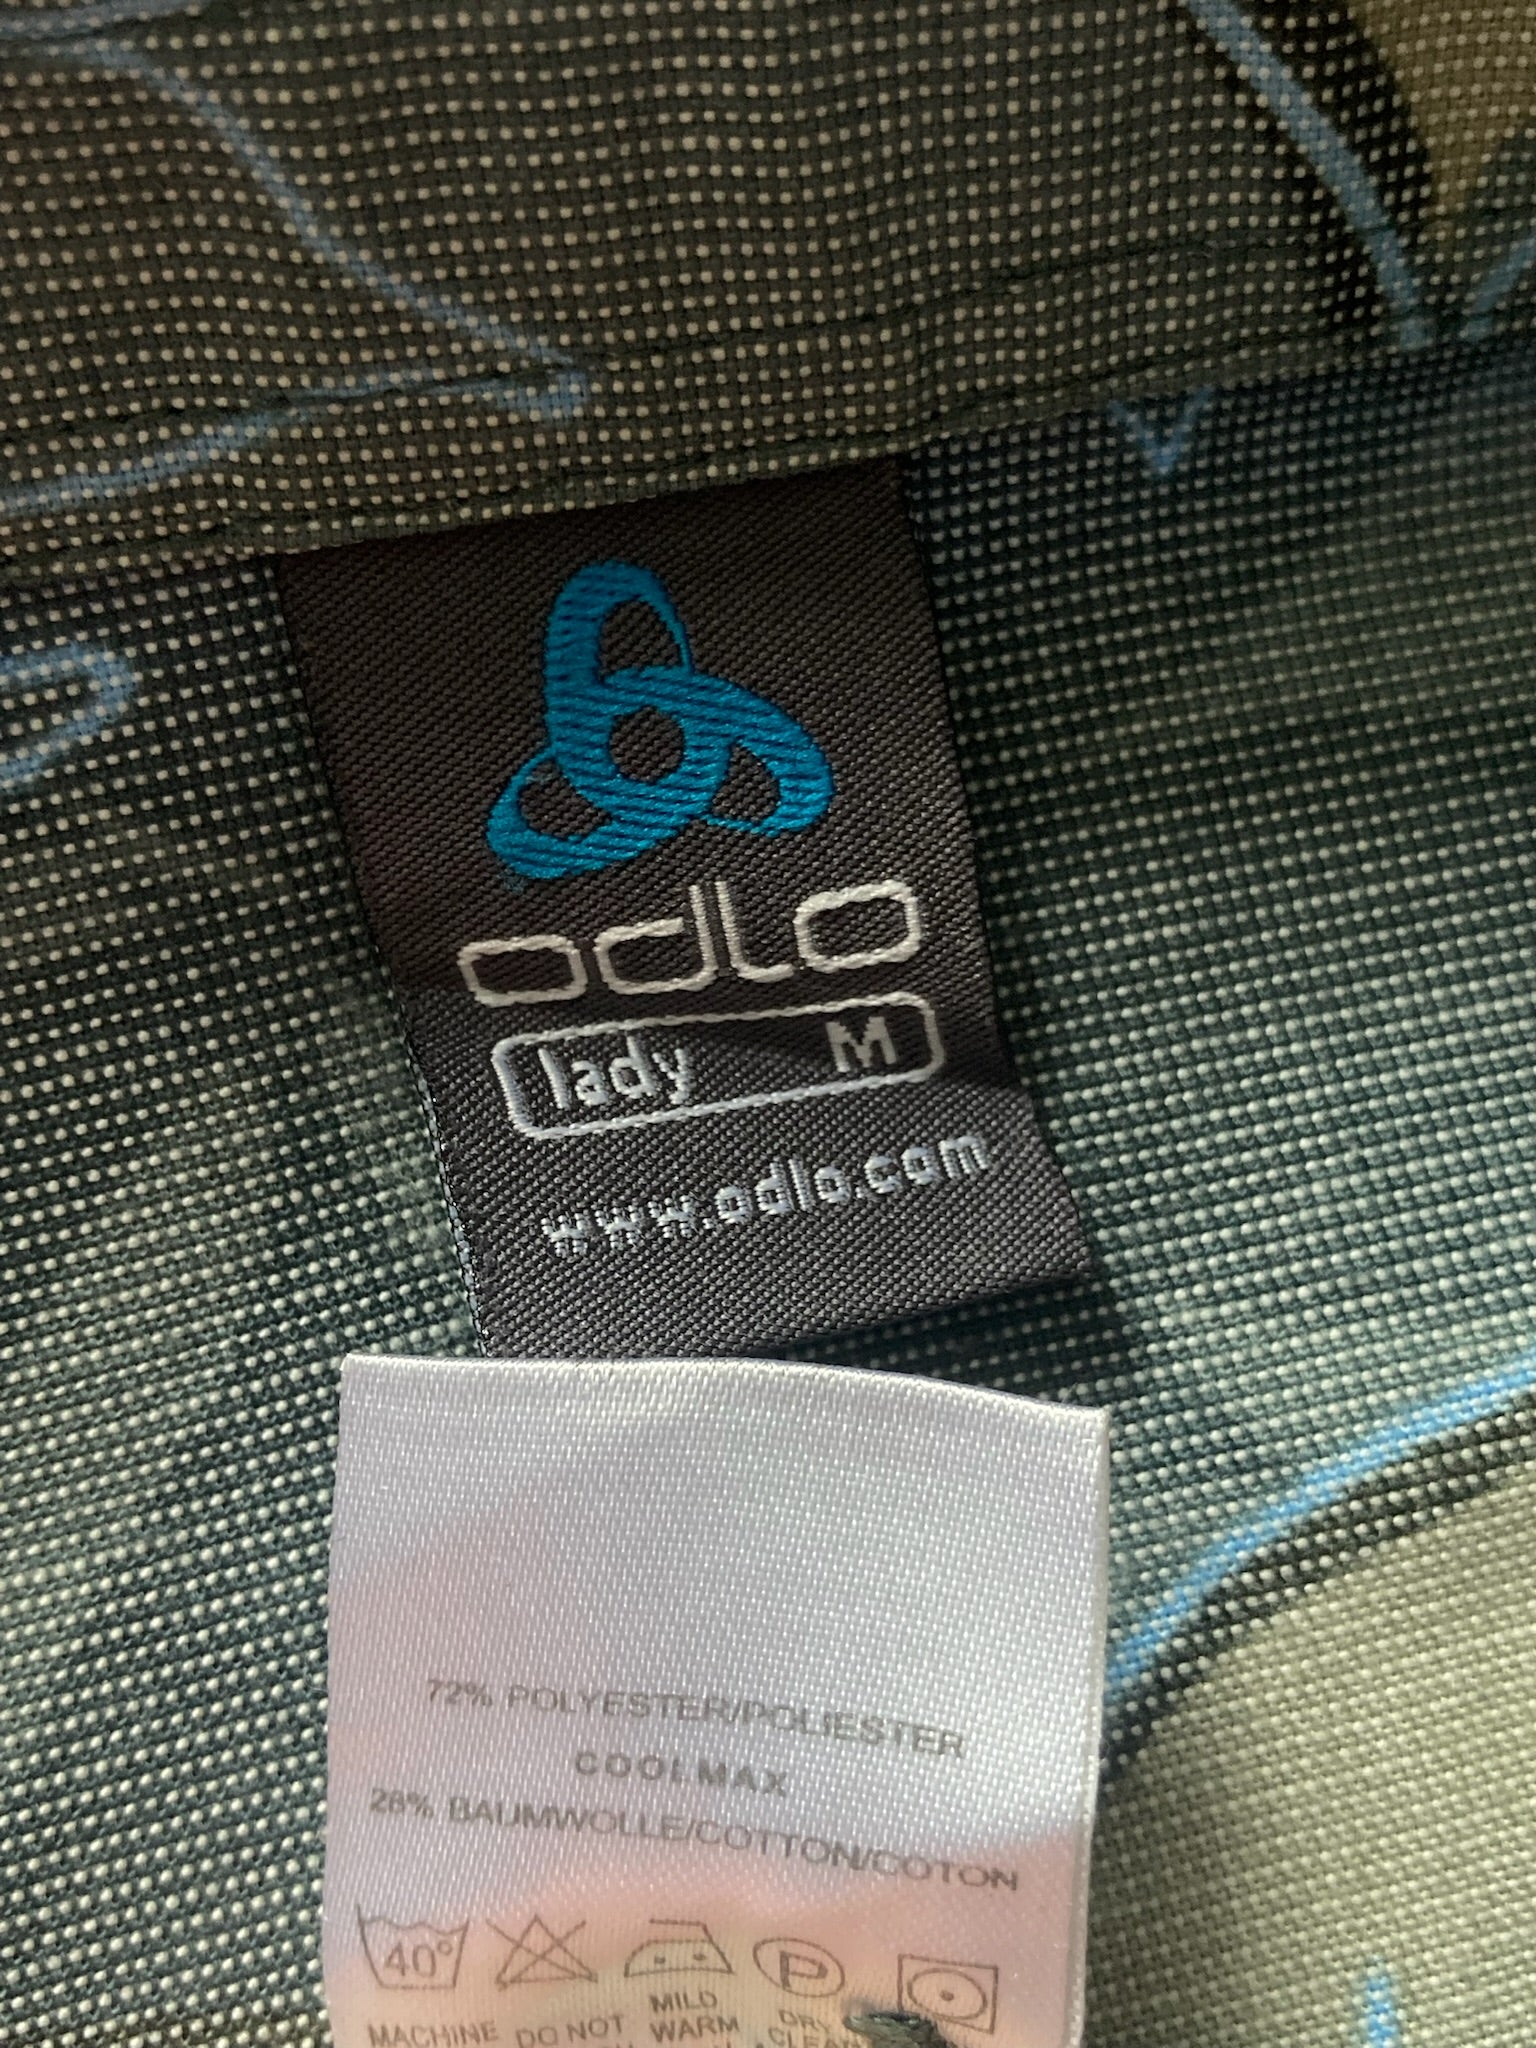 odlo
lady M
www.odlo.com
72% POLYESTER/POLIESTER
COOLMAX
28% BAUMWOLLE/COTTON/COTON
40° P
MACHINE DO NOT MILD WARM DRY CLEAN